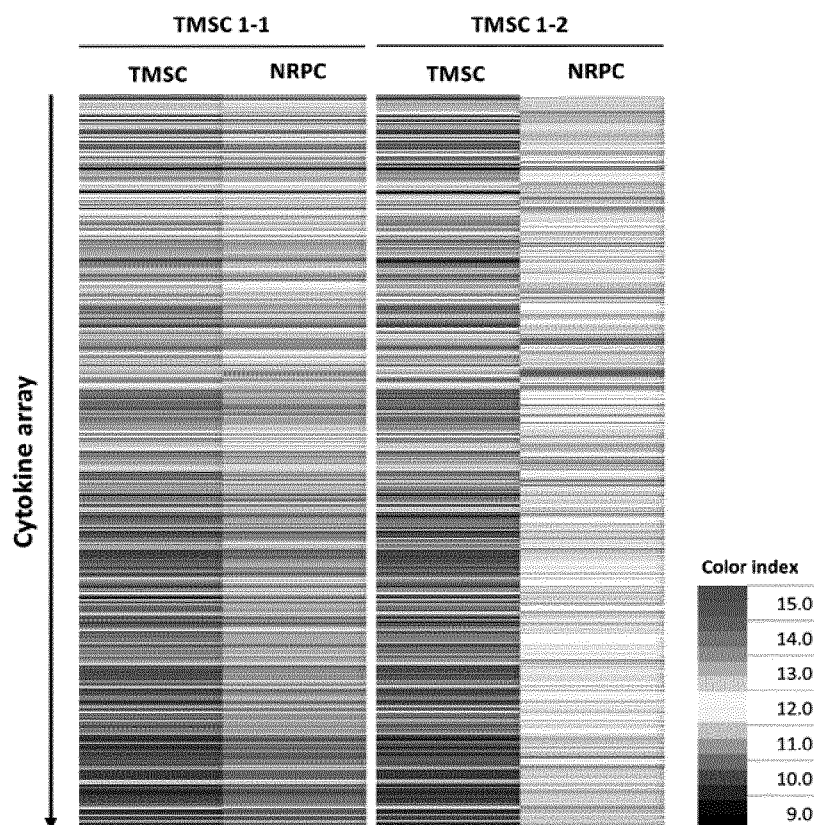 TMSC 1-1 TMSC 1-2
TMSC NRPC TMSC NRPC
Cytokine array
Color index
15.0
14.0
13.0
12.0
11.0
10.0
9.0